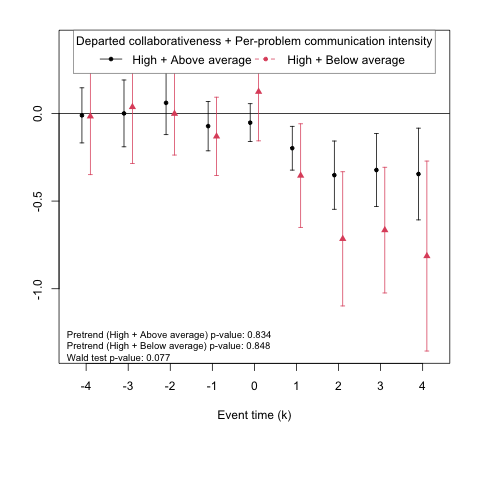 Departed collaborativeness + Per-problem communication intensity
High + Above average
High + Below average
0.0
-0.5
-1.0
Pretrend (High + Above average) p-value: 0.834
Pretrend (High + Below average) p-value: 0.848
Wald test p-value: 0.077
-4 -3 -2 -1 0 1 2 3 4
Event time (k)